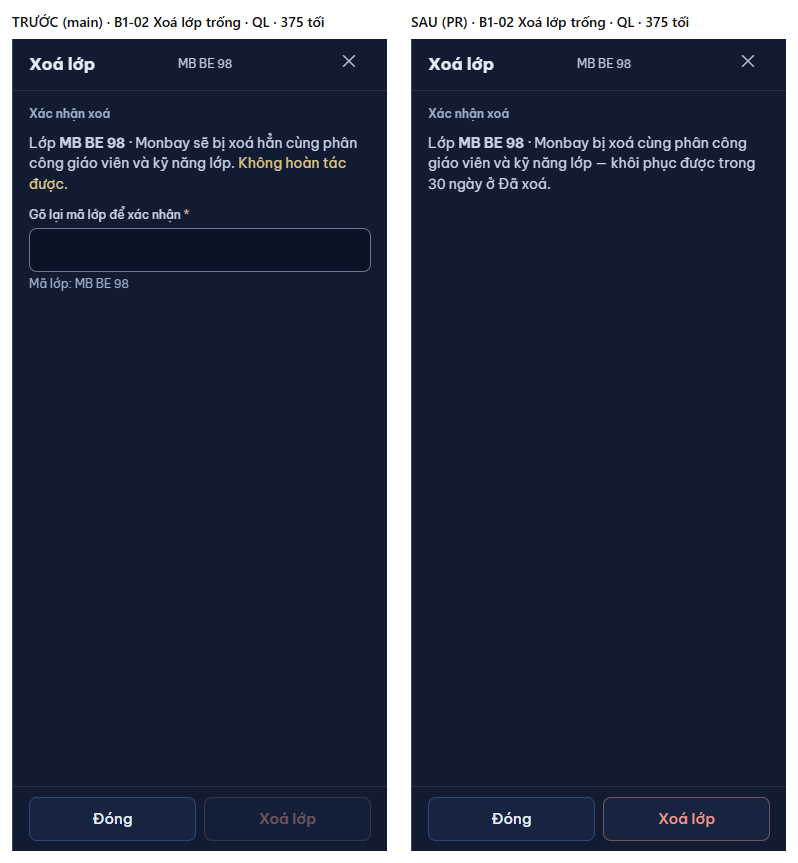 TRƯỚC (main) · B1-02 Xoá lớp trống · QL · 375 tối
Xoá lớp
MB BE 98
Xác nhận xoá
Lớp MB BE 98 · Monbay sẽ bị xoá hẳn cùng phân
công giáo viên và kỹ năng lớp. Không hoàn tác
được.
Gõ lại mã lớp để xác nhận *
Mã lớp: MB BE 98
Đóng
Xoá lớp
SAU (PR) · B1-02 Xoá lớp trống · QL · 375 tối
Xoá lớp
MB BE 98
Xác nhận xoá
Lớp MB BE 98 · Monbay bị xoá cùng phân công
giáo viên và kỹ năng lớp — khôi phục được trong
30 ngày ở Đã xoá.
Đóng
Xoá lớp